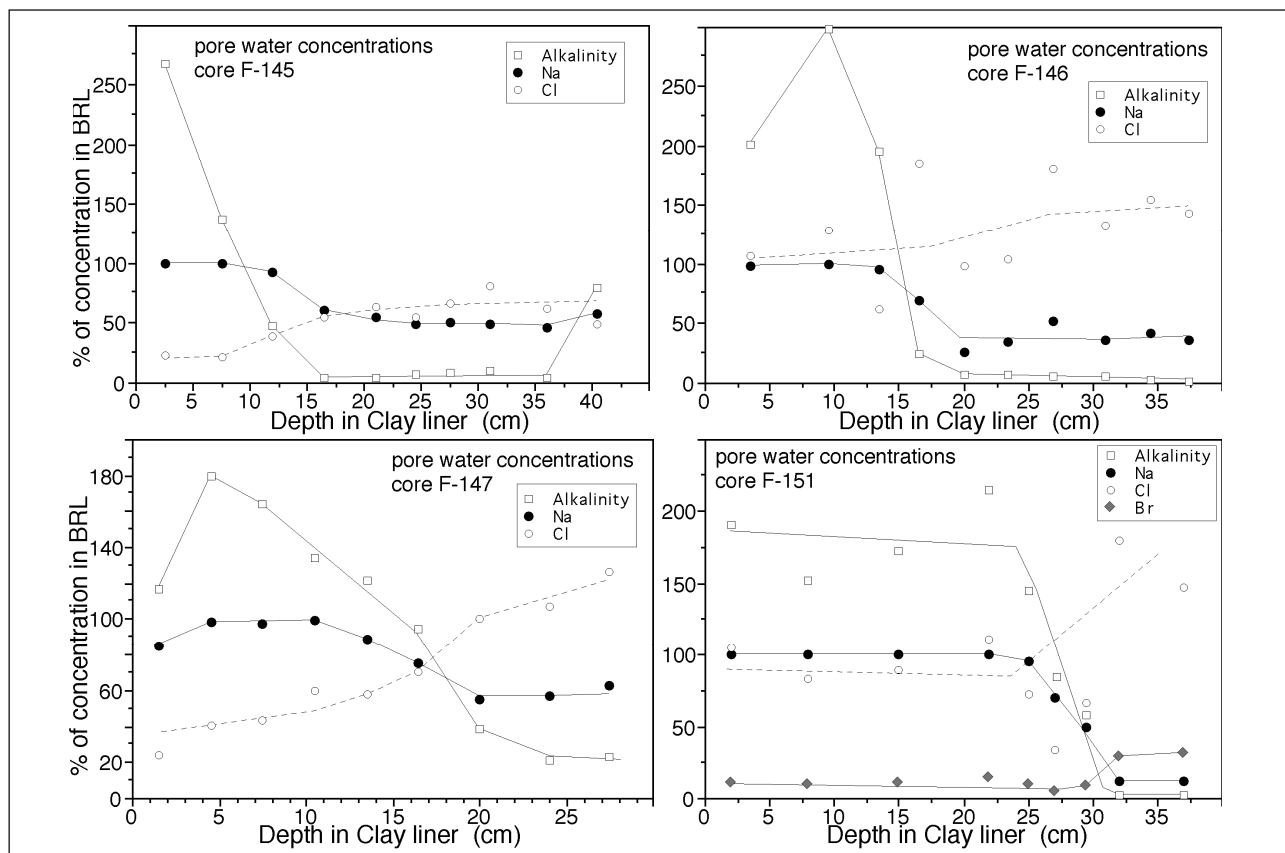 pore water concentrations
core F-145
Alkalinity
Na
Cl
% of concentration in BRL
250
200
150
100
50
0
0 5 10 15 20 25 30 35 40
Depth in Clay liner (cm)
pore water concentrations
core F-146
Alkalinity
Na
Cl
250
200
150
100
50
0
0 5 10 15 20 25 30 35
Depth in Clay liner (cm)
pore water concentrations
core F-147
Alkalinity
Na
Cl
% of concentration in BRL
180
140
100
60
20
0
0 5 10 15 20 25
Depth in Clay liner (cm)
pore water concentrations
core F-151
Alkalinity
Na
Cl
Br
200
150
100
50
0
0 5 10 15 20 25 30 35
Depth in Clay liner (cm)